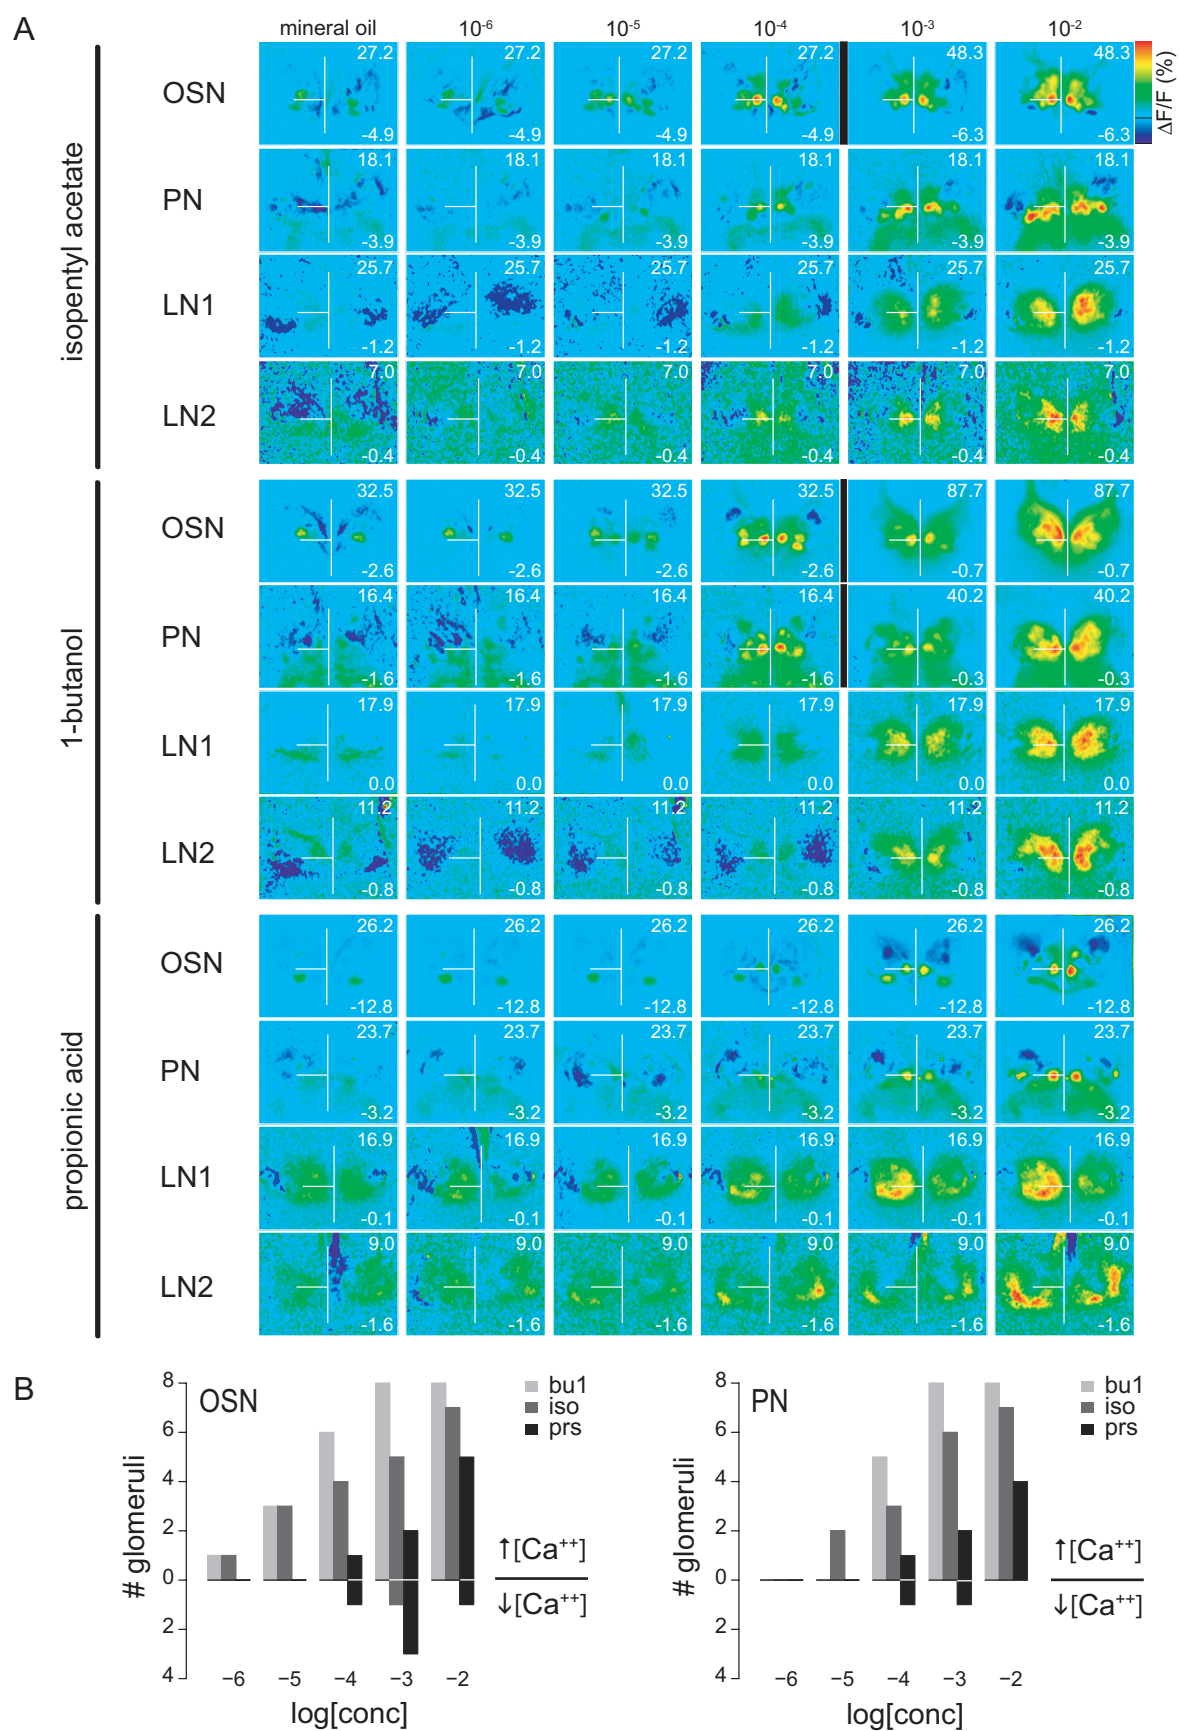 A
mineral oil 10-6 10-5 10-4 10-3 10-2
isopentyl acetate
OSN 27.2 27.2 27.2 27.2 48.3 48.3
-4.9 -4.9 -4.9 -4.9 -6.3 -6.3
ΔF/F (%)
PN 18.1 18.1 18.1 18.1 18.1 18.1
-3.9 -3.9 -3.9 -3.9 -3.9 -3.9
LN1 25.7 25.7 25.7 25.7 25.7 25.7
-1.2 -1.2 -1.2 -1.2 -1.2 -1.2
LN2 7.0 7.0 7.0 7.0 7.0 7.0
-0.4 -0.4 -0.4 -0.4 -0.4 -0.4
1-butanol
OSN 32.5 32.5 32.5 32.5 87.7 87.7
-2.6 -2.6 -2.6 -2.6 -0.7 -0.7
PN 16.4 16.4 16.4 16.4 40.2 40.2
-1.6 -1.6 -1.6 -1.6 -0.3 -0.3
LN1 17.9 17.9 17.9 17.9 17.9 17.9
0.0 0.0 0.0 0.0 0.0 0.0
LN2 11.2 11.2 11.2 11.2 11.2 11.2
-0.8 -0.8 -0.8 -0.8 -0.8 -0.8
propionic acid
OSN 26.2 26.2 26.2 26.2 26.2 26.2
-12.8 -12.8 -12.8 -12.8 -12.8 -12.8
PN 23.7 23.7 23.7 23.7 23.7 23.7
-3.2 -3.2 -3.2 -3.2 -3.2 -3.2
LN1 16.9 16.9 16.9 16.9 16.9 16.9
-0.1 -0.1 -0.1 -0.1 -0.1 -0.1
LN2 9.0 9.0 9.0 9.0 9.0 9.0
-1.6 -1.6 -1.6 -1.6 -1.6 -1.6
B
OSN
# glomeruli
8
6
4
2
0
2
4
bu1
iso
prs
↑[Ca++]
↓[Ca++]
−6 −5 −4 −3 −2
log[conc]
PN
# glomeruli
8
6
4
2
0
2
4
bu1
iso
prs
↑[Ca++]
↓[Ca++]
−6 −5 −4 −3 −2
log[conc]